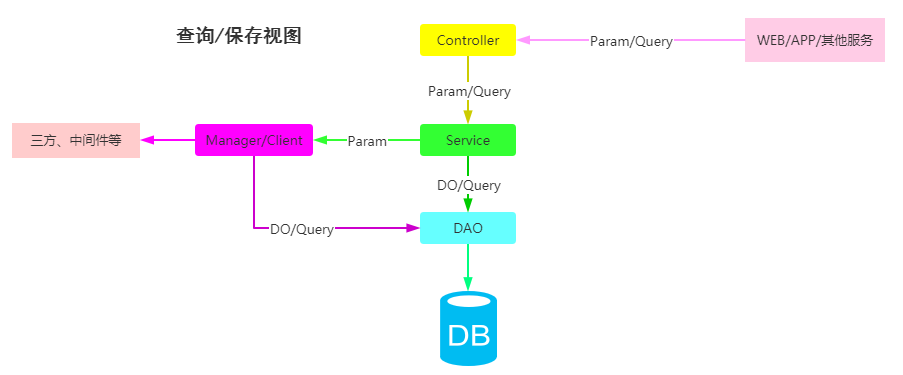 查询/保存视图
Controller
Param/Query
WEB/APP/其他服务
Param/Query
三方、中间件等
Manager/Client
Param
Service
DO/Query
DO/Query
DAO
DB